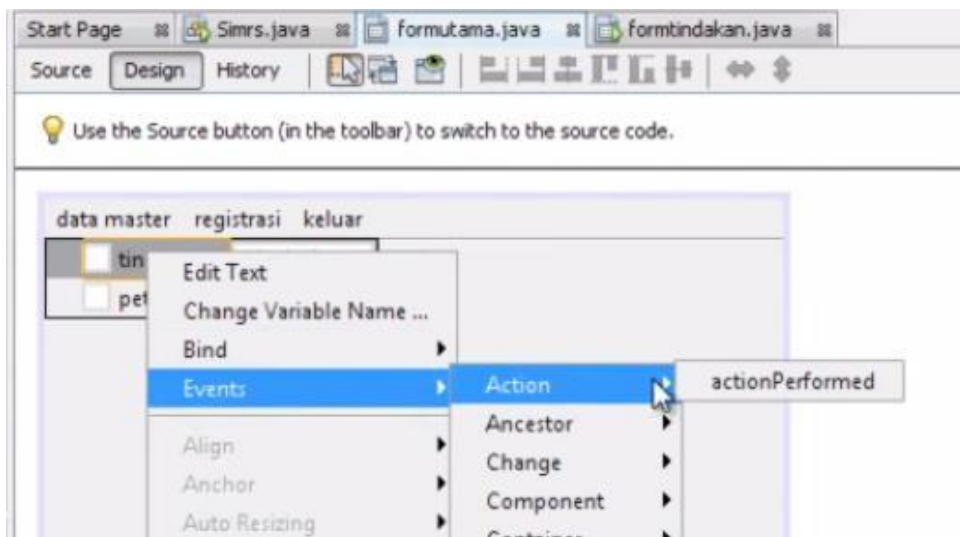 Start Page Simrs.java formutama.java formtindakan.java
Source Design History
Use the Source button (in the toolbar) to switch to the source code.
data master registrasi keluar
tin
pet
Edit Text
Change Variable Name ...
Bind
Events
Align
Anchor
Auto Resizing
Action
Ancestor
Change
Component
Container
actionPerformed